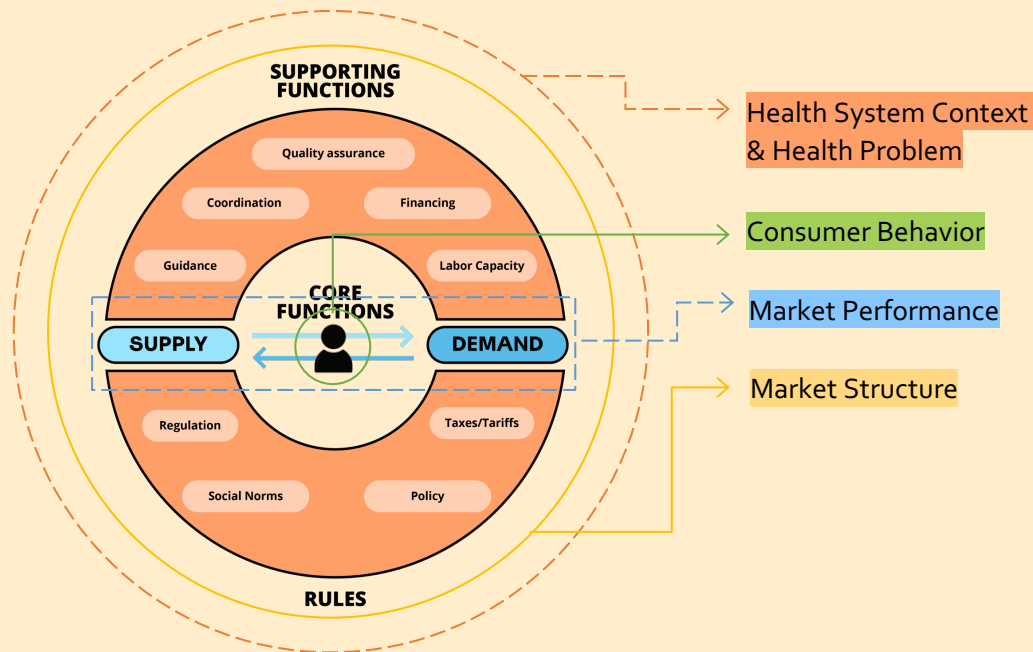 SUPPORTING
FUNCTIONS
Quality assurance
Coordination
Financing
Guidance
Labor Capacity
CORE
FUNCTIONS
SUPPLY
DEMAND
Regulation
Taxes/Tariffs
Social Norms
Policy
RULES
Health System Context
& Health Problem
Consumer Behavior
Market Performance
Market Structure